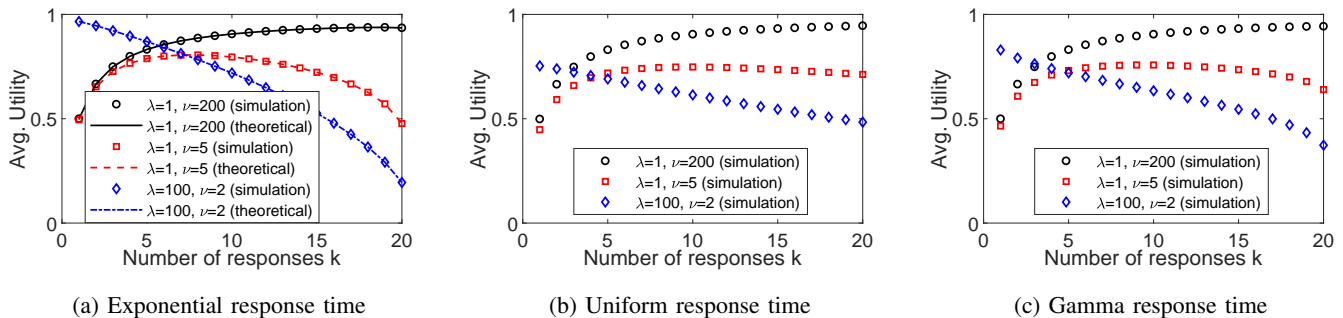 1
0.5
0
0
5
10
15
20
Avg. Utility
Number of responses k
λ=1, ν=200 (simulation)
λ=1, ν=200 (theoretical)
λ=1, ν=5 (simulation)
λ=1, ν=5 (theoretical)
λ=100, ν=2 (simulation)
λ=100, ν=2 (theoretical)
(a) Exponential response time
1
0.5
0
0
5
10
15
20
Avg. Utility
Number of responses k
λ=1, ν=200 (simulation)
λ=1, ν=5 (simulation)
λ=100, ν=2 (simulation)
(b) Uniform response time
1
0.5
0
0
5
10
15
20
Avg. Utility
Number of responses k
λ=1, ν=200 (simulation)
λ=1, ν=5 (simulation)
λ=100, ν=2 (simulation)
(c) Gamma response time